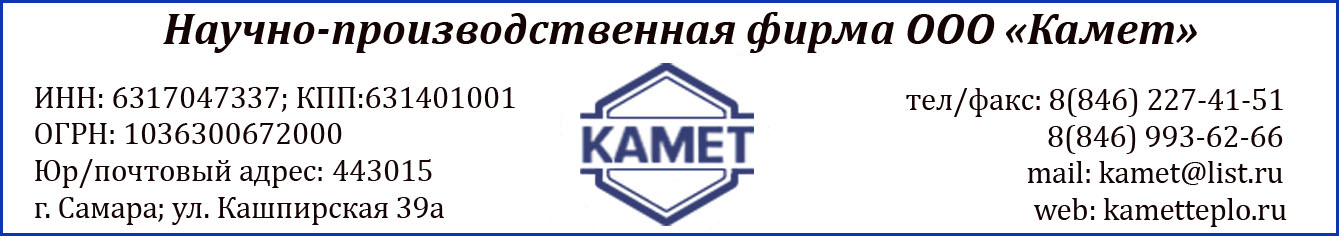 Научно-производственная фирма ООО «Камет»
ИНН: 6317047337; КПП:631401001
ОГРН: 1036300672000
Юр/почтовый адрес: 443015
г. Самара; ул. Кашпирская 39а
КАМЕТ
тел/факс: 8(846) 227-41-51
8(846) 993-62-66
mail: kamet@list.ru
web: kametteplo.ru